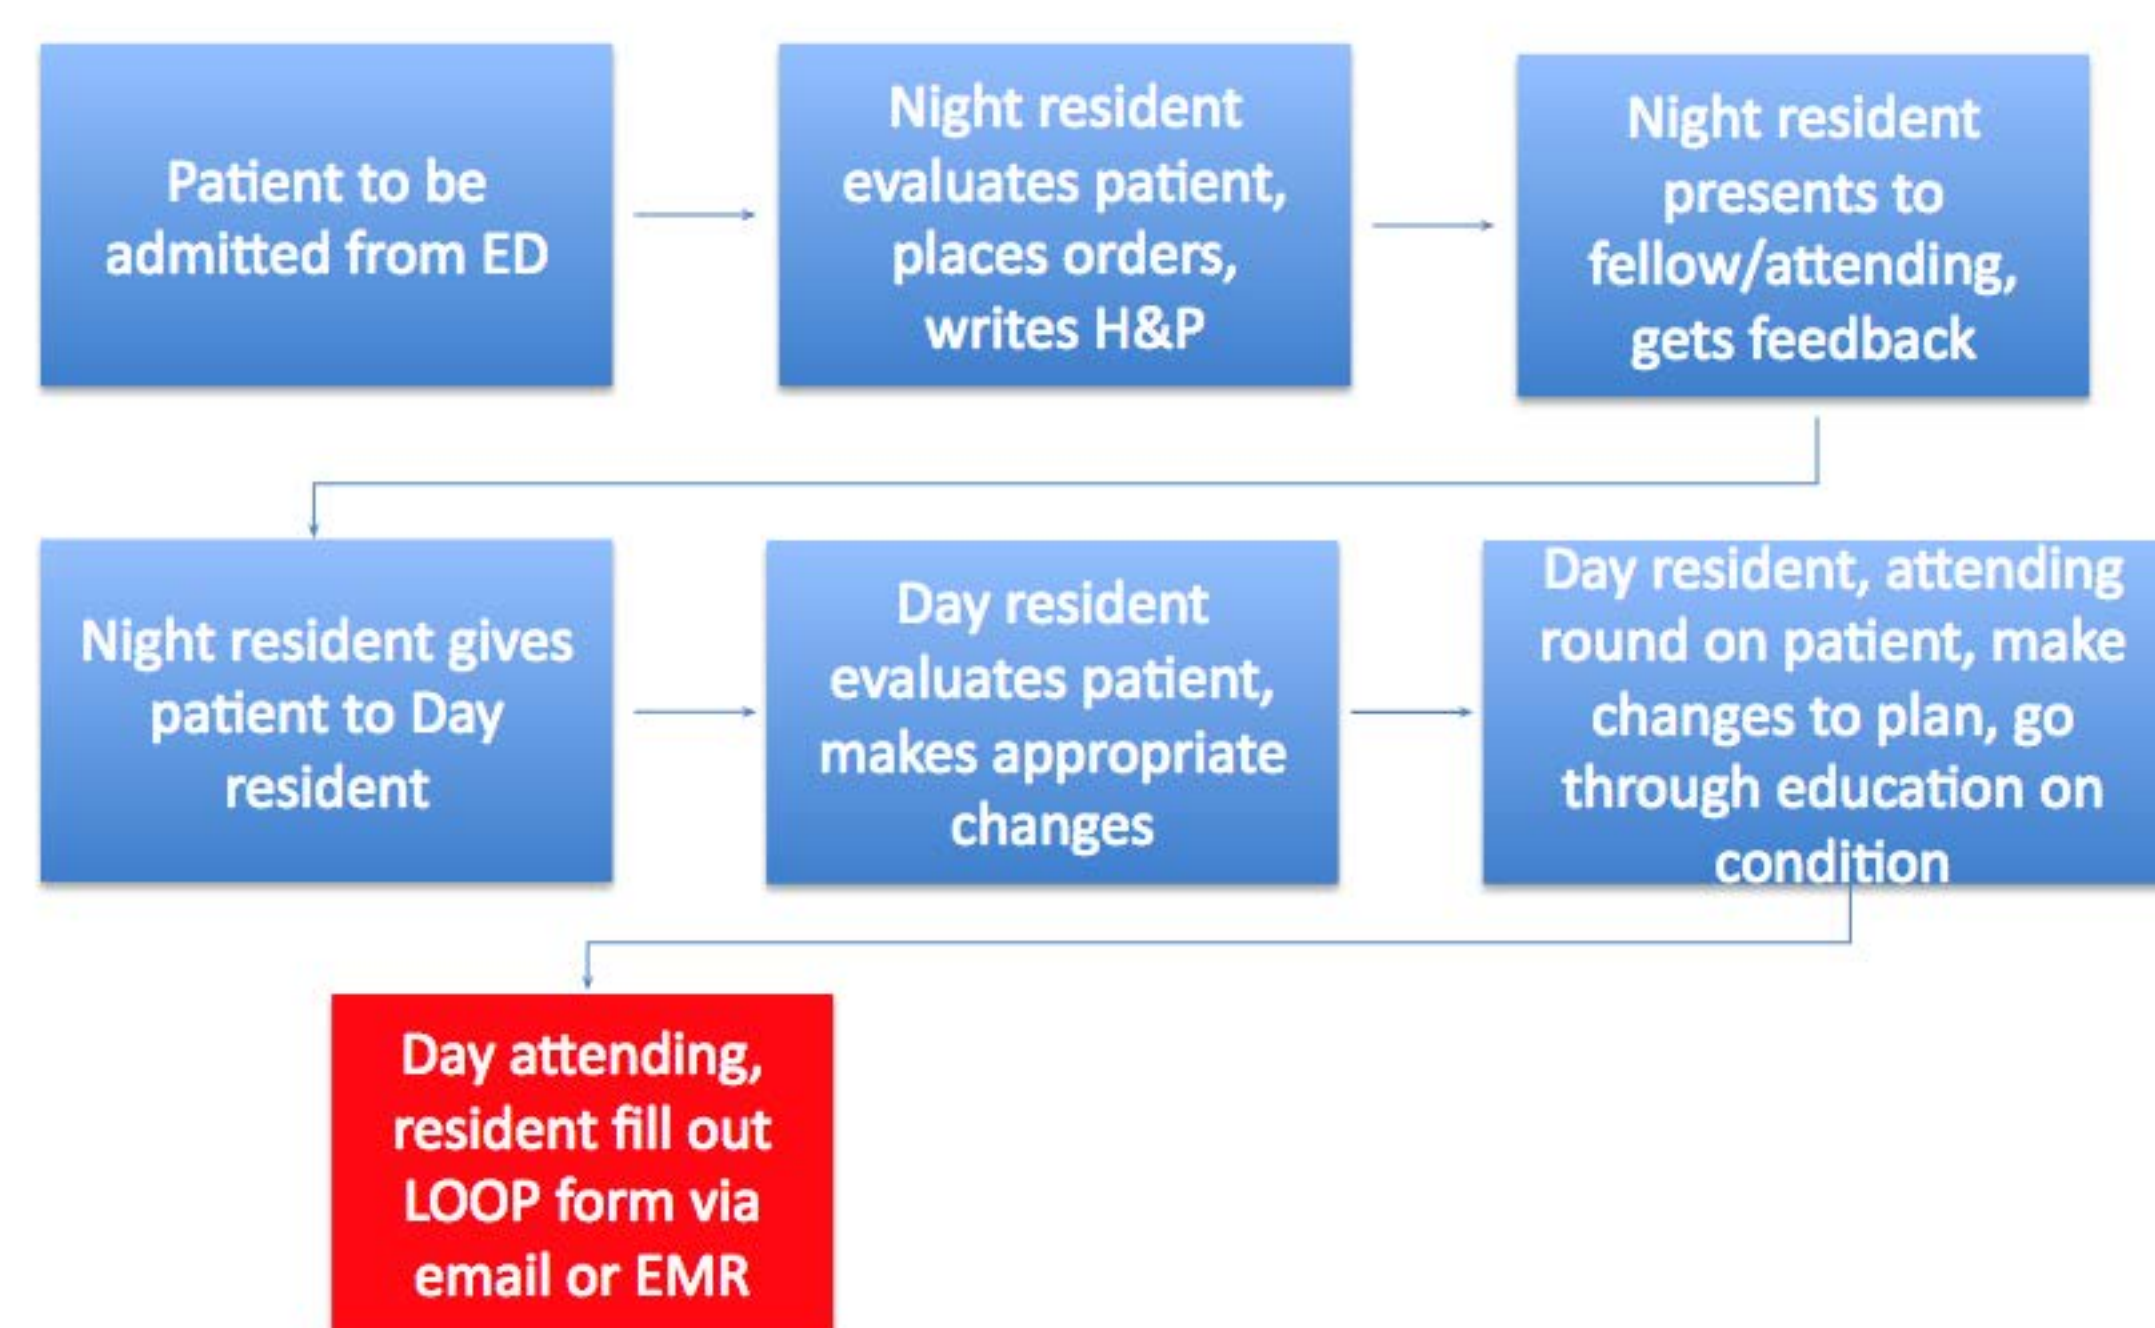 Patient to be
admitted from ED
Night resident
evaluates patient,
places orders,
writes H&P
Night resident
presents to
fellow/attending,
gets feedback
Night resident gives
patient to Day
resident
Day resident
evaluates patient,
makes appropriate
changes
Day resident, attending
round on patient, make
changes to plan, go
through education on
condition
Day attending,
resident fill out
LOOP form via
email or EMR